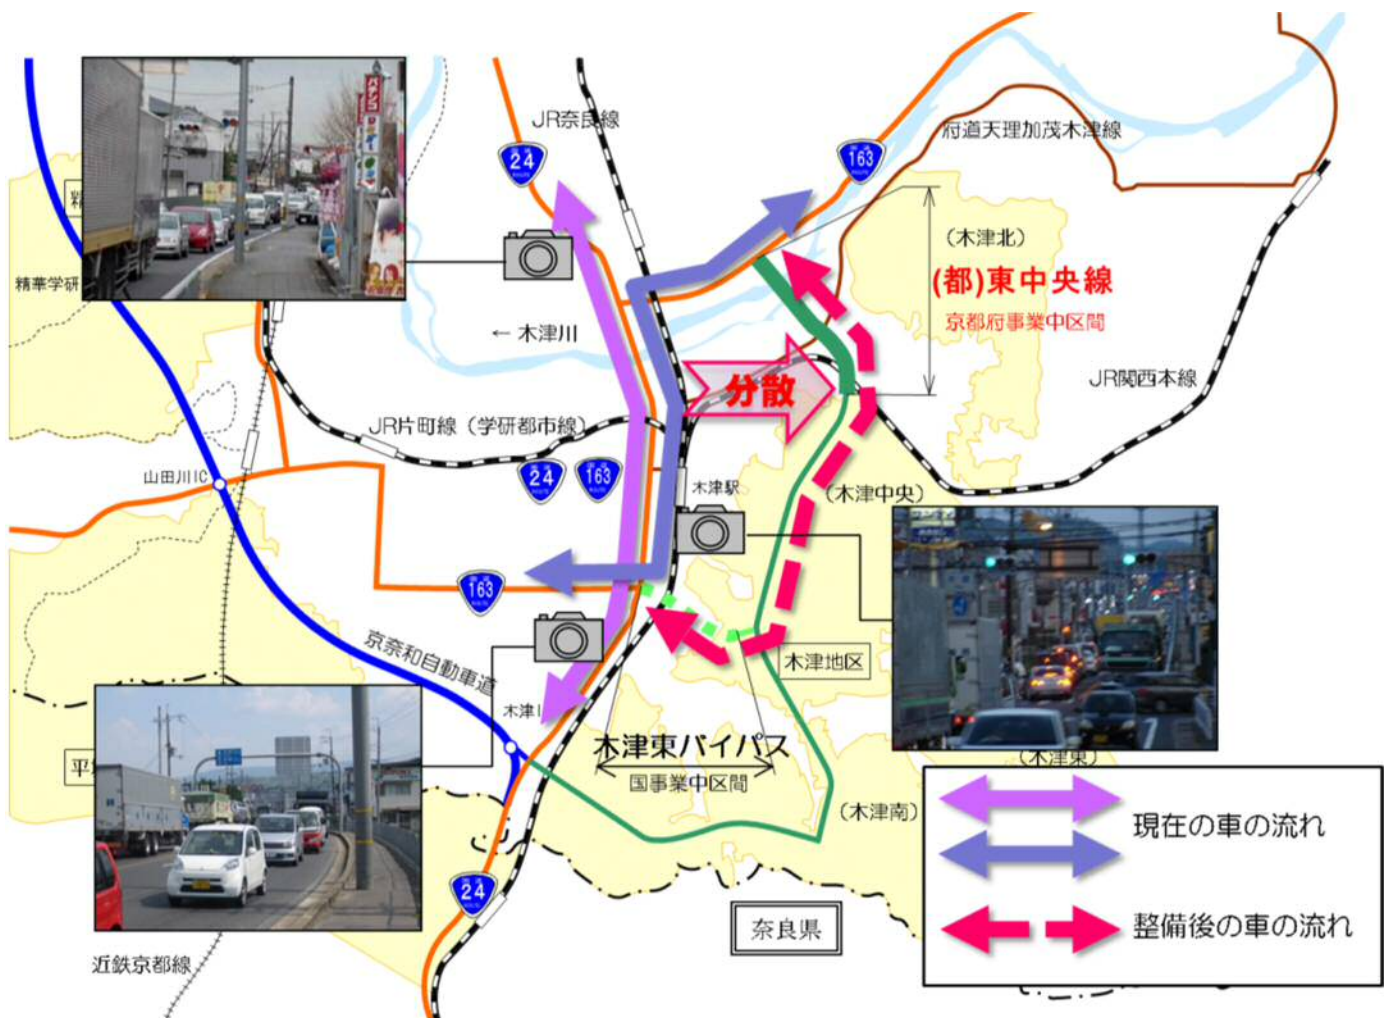 JR奈良線
24
163
府道天理加茂木津線
パチンコ
(木津北)
(都)東中央線
京都府事業中区間
精華学研
← 木津川
分散
JR関西本線
JR片町線(学研都市線)
山田川IC
24
163
木津駅
(木津中央)
163
京奈和自動車道
木津地区
木津
木津東バイパス
国事業中区間
(木津東)
(木津南)
現在の車の流れ
24
奈良県
整備後の車の流れ
近鉄京都線